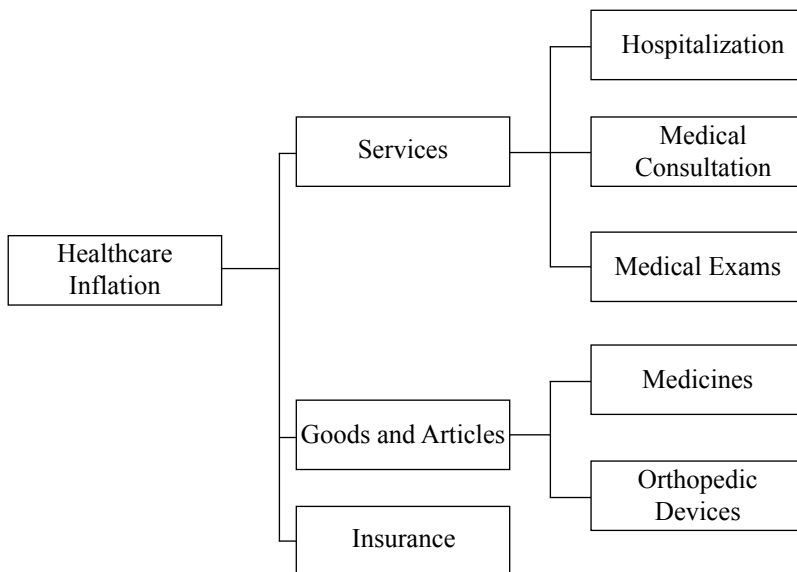 Healthcare
Inflation
Services
Hospitalization
Medical
Consultation
Medical Exams
Goods and Articles
Medicines
Orthopedic
Devices
Insurance